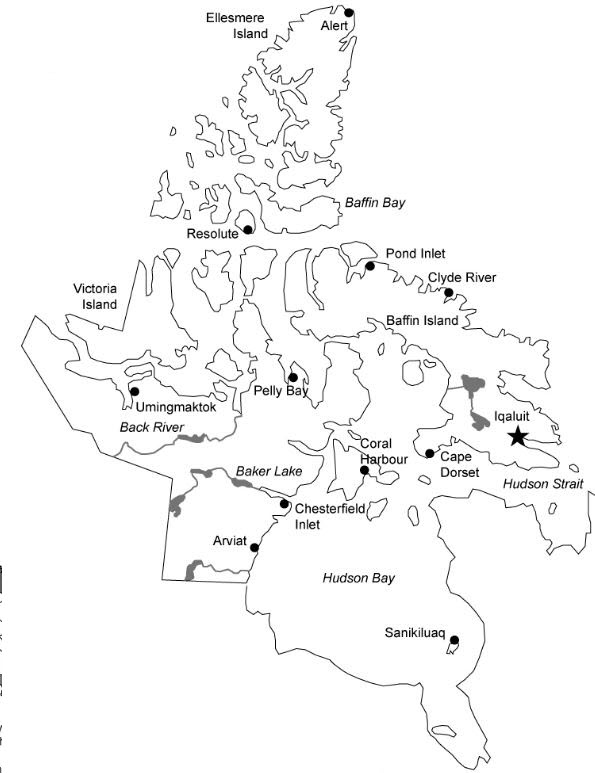 Ellesmere
Island
Alert
Baffin Bay
Resolute
Pond Inlet
Clyde River
Victoria
Island
Baffin Island
Pelly Bay
Umingmaktok
Iqaluit
Back River
Coral
Harbour
Cape
Dorset
Baker Lake
Hudson Strait
Chesterfield
Inlet
Arviat
Hudson Bay
Sanikiluaq